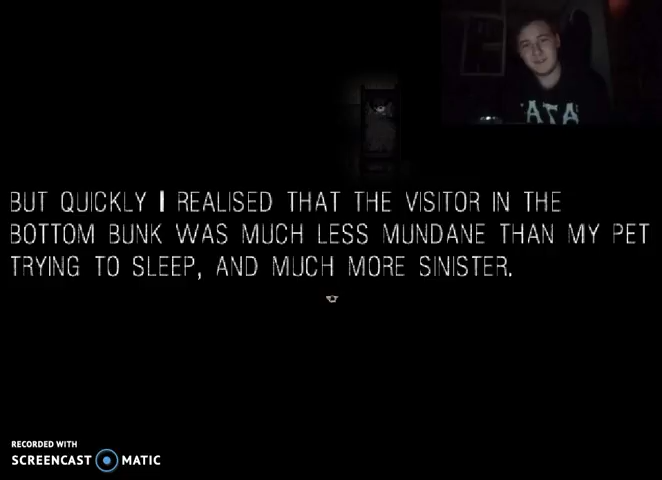 BUT QUICKLY I REALISED THAT THE VISITOR IN THE
BOTTOM BUNK WAS MUCH LESS MUNDANE THAN MY PET
TRYING TO SLEEP, AND MUCH MORE SINISTER.
RECORDED WITH
SCREENCAST MATIC